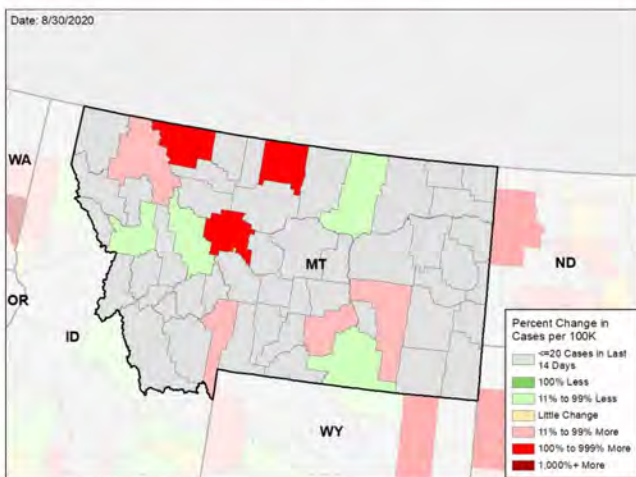 Date: 8/30/2020
WA
MT
ND
OR
ID
WY
Percent Change in
Cases per 100K
<=20 Cases in Last
14 Days
100% Less
11% to 99% Less
Little Change
11% to 99% More
100% to 999% More
1,000%+ More